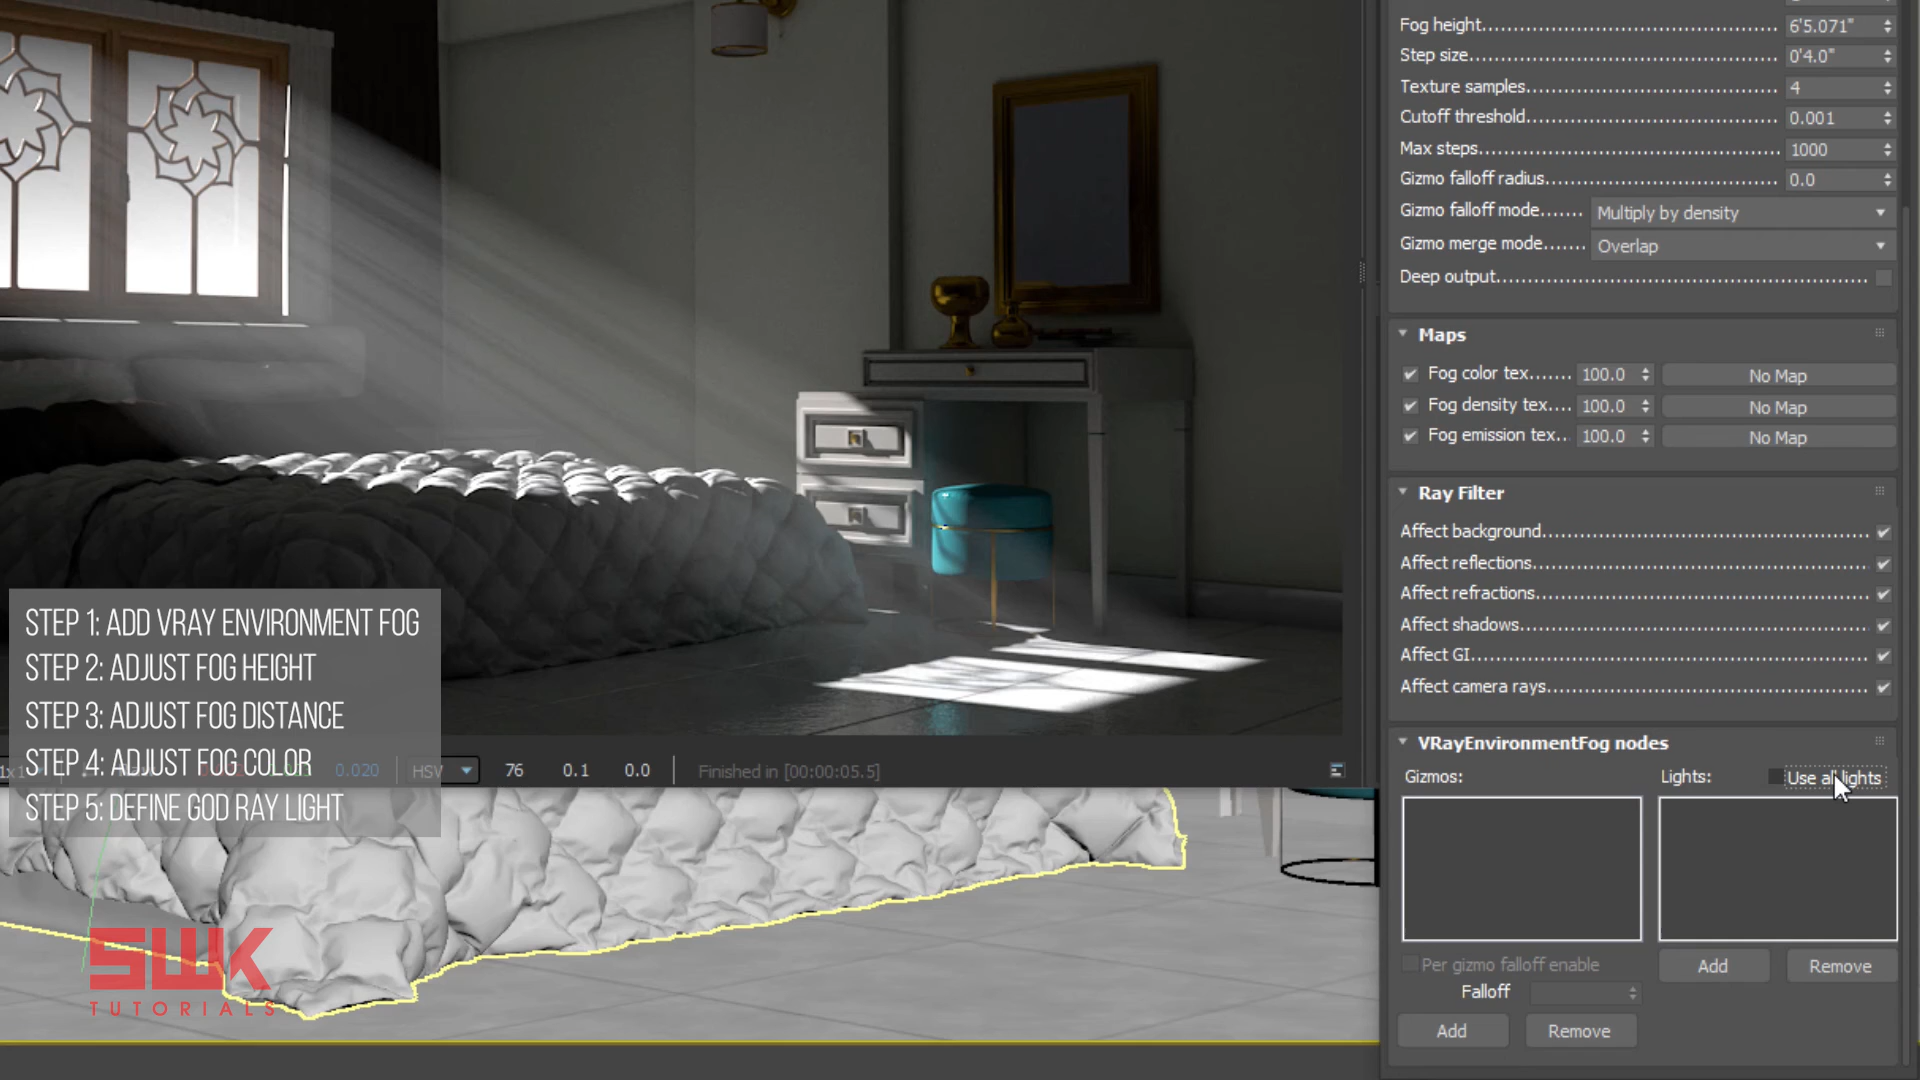 Fog height 6'5.071"
Step size 0'4.0"
Texture samples 4
Cutoff threshold 0.001
Max steps 1000
Gizmo falloff radius 0.0
Gizmo falloff mode Multiply by density
Gizmo merge mode Overlap
Deep output
Maps
Fog color tex 100.0 No Map
Fog density tex 100.0 No Map
Fog emission tex 100.0 No Map
Ray Filter
Affect background
Affect reflections
Affect refractions
Affect shadows
Affect GI
Affect camera rays
VRayEnvironmentFog nodes
Gizmos: Lights: Use all lights
Per gizmo falloff enable
Add Remove
Falloff
Add Remove
STEP 1: ADD VRAY ENVIRONMENT FOG
STEP 2: ADJUST FOG HEIGHT
STEP 3: ADJUST FOG DISTANCE
STEP 4: ADJUST FOG COLOR
STEP 5: DEFINE GOD RAY LIGHT
0.020 HSV 76 0.1 0.0 Finished in [00:00:05.5]
SWK
TUTORIALS